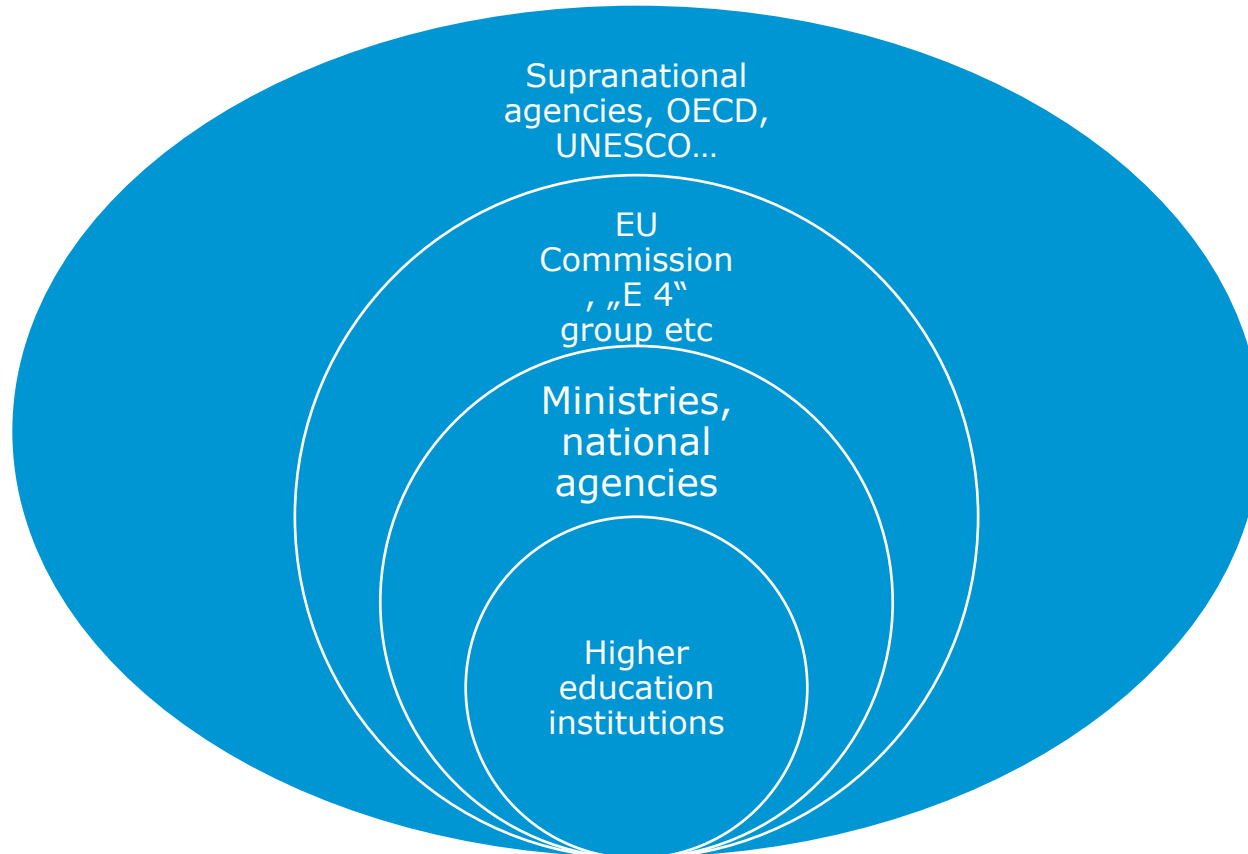 Supranational
agencies, OECD,
UNESCO…
EU
Commission
, „E 4“
group etc
Ministries,
national
agencies
Higher
education
institutions